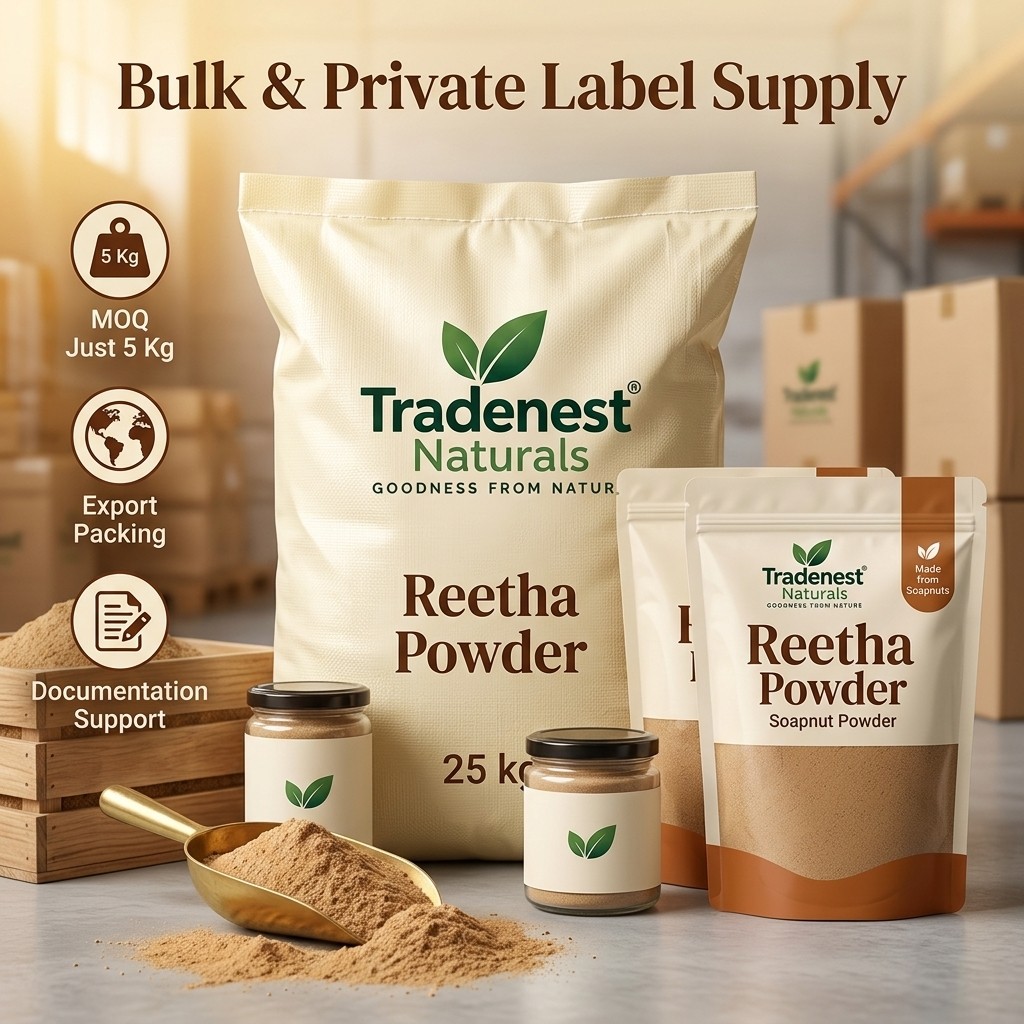 Bulk & Private Label Supply
5 Kg
MOQ
Just 5 Kg
Export
Packing
Documentation
Support
Tradenest®
Naturals
GOODNESS FROM NATUR
Reetha
Powder
25 kg
Tradenest®
Naturals
GOODNESS FROM NATURE
Made
from
Soapnuts
Reetha
Powder
Soapnut Powder